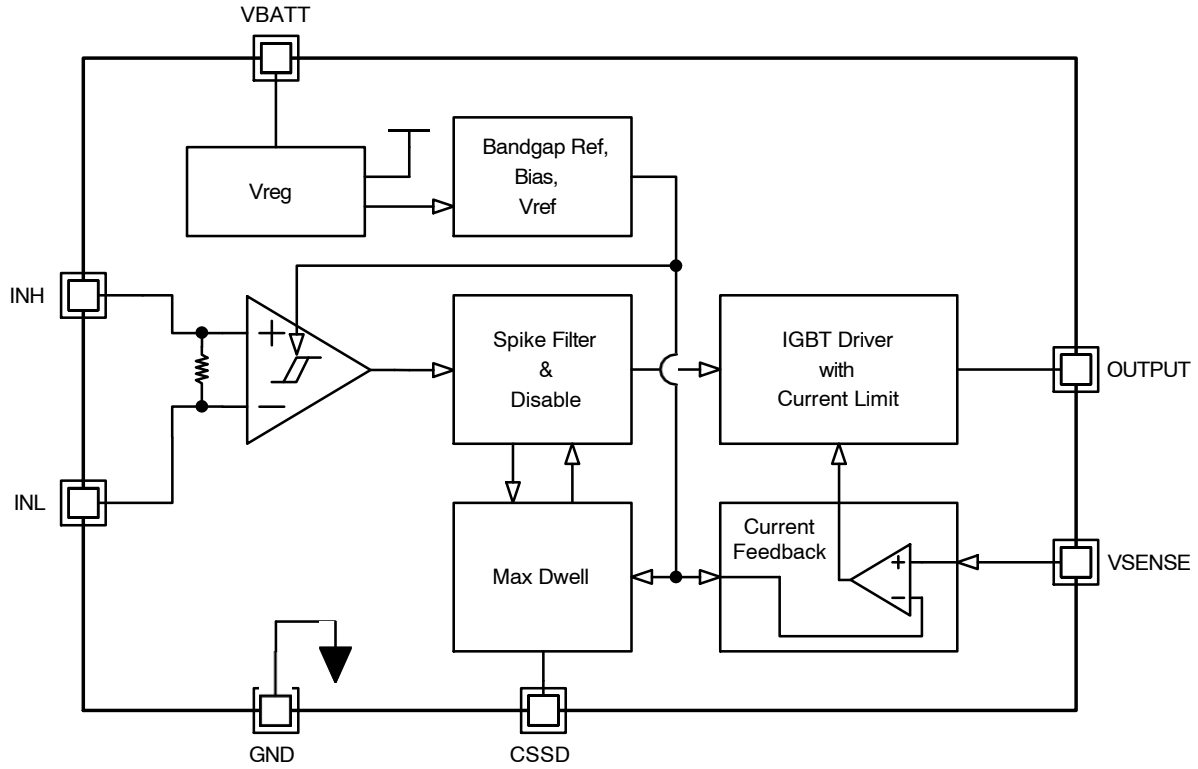 VBATT
Vreg
Bandgap Ref,
Bias,
Vref
INH
+
−
Spike Filter
&
Disable
IGBT Driver
with
Current Limit
OUTPUT
INL
Max Dwell
Current
Feedback
+
−
VSENSE
GND
CSSD